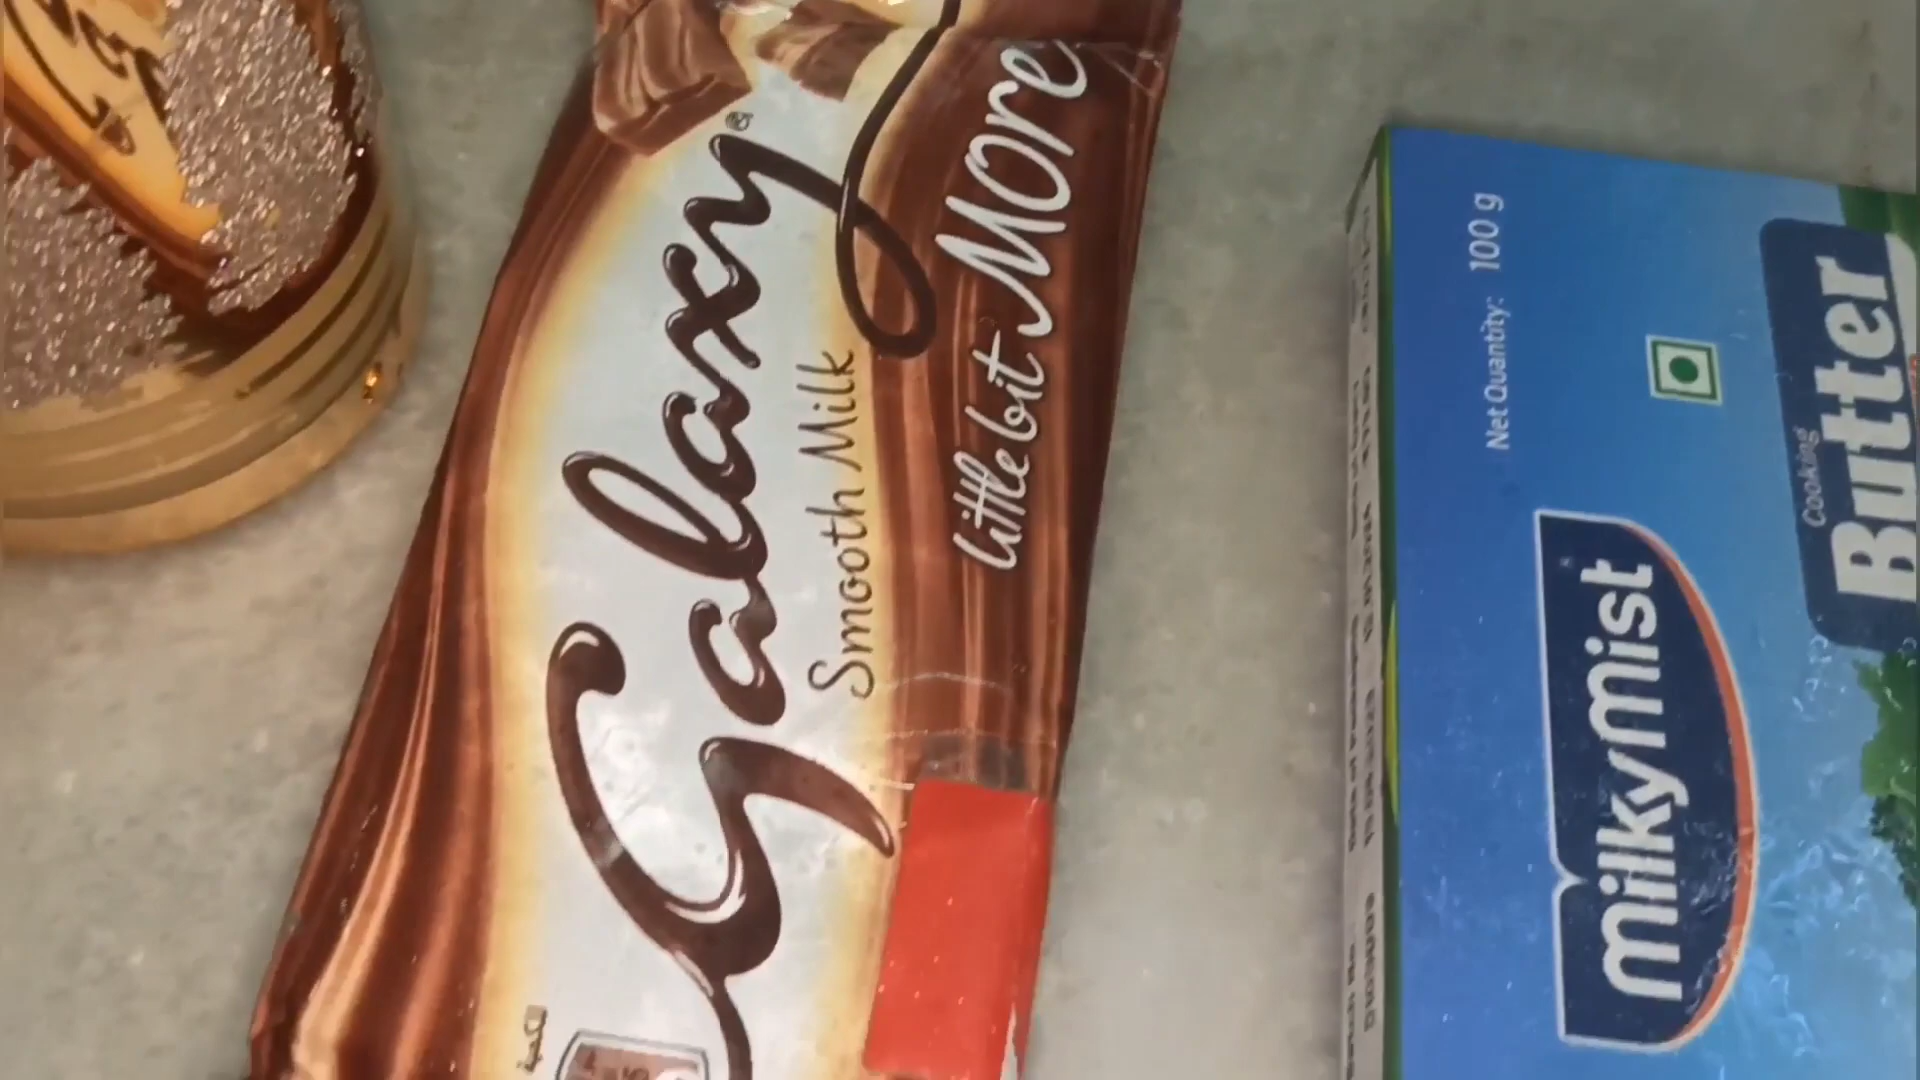 Galaxy
Smooth Milk
little bit More
Net Quantity: 100 g
milkymist
Cooking
Butter